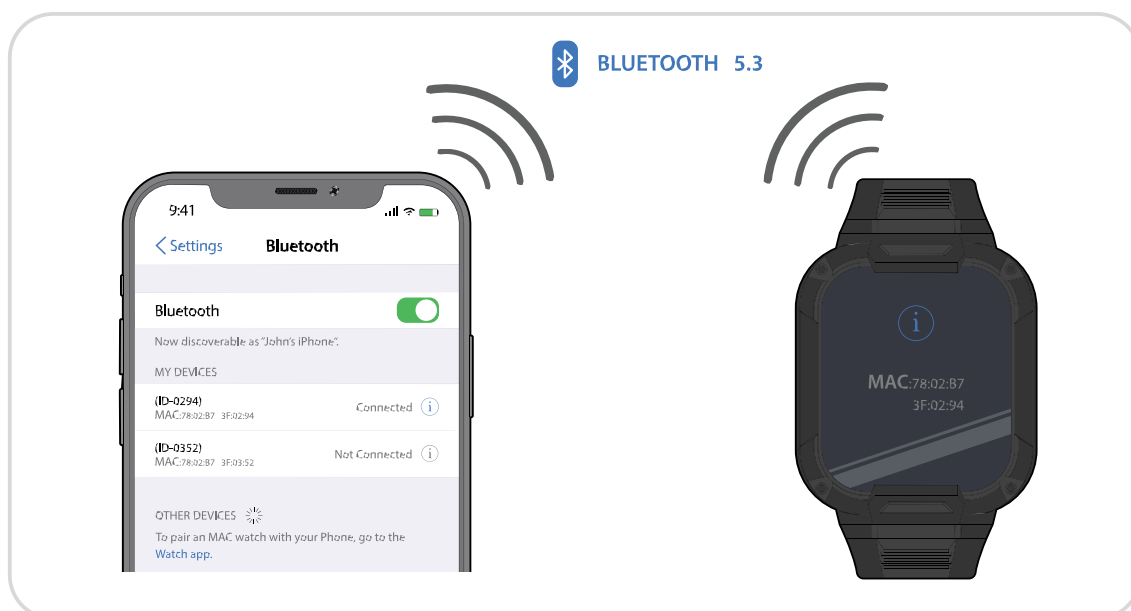 BLUETOOTH 5.3
9:41
Settings Bluetooth
Bluetooth
Now discoverable as "John's iPhone".
MY DEVICES
(ID-0294)
MAC:78:02:B7 3F:02:94
Connected i
(ID-0352)
MAC:78:02:B7 3F:03:52
Not Connected i
OTHER DEVICES
To pair an MAC watch with your Phone, go to the
Watch app.
i
MAC:78:02:B7
3F:02:94